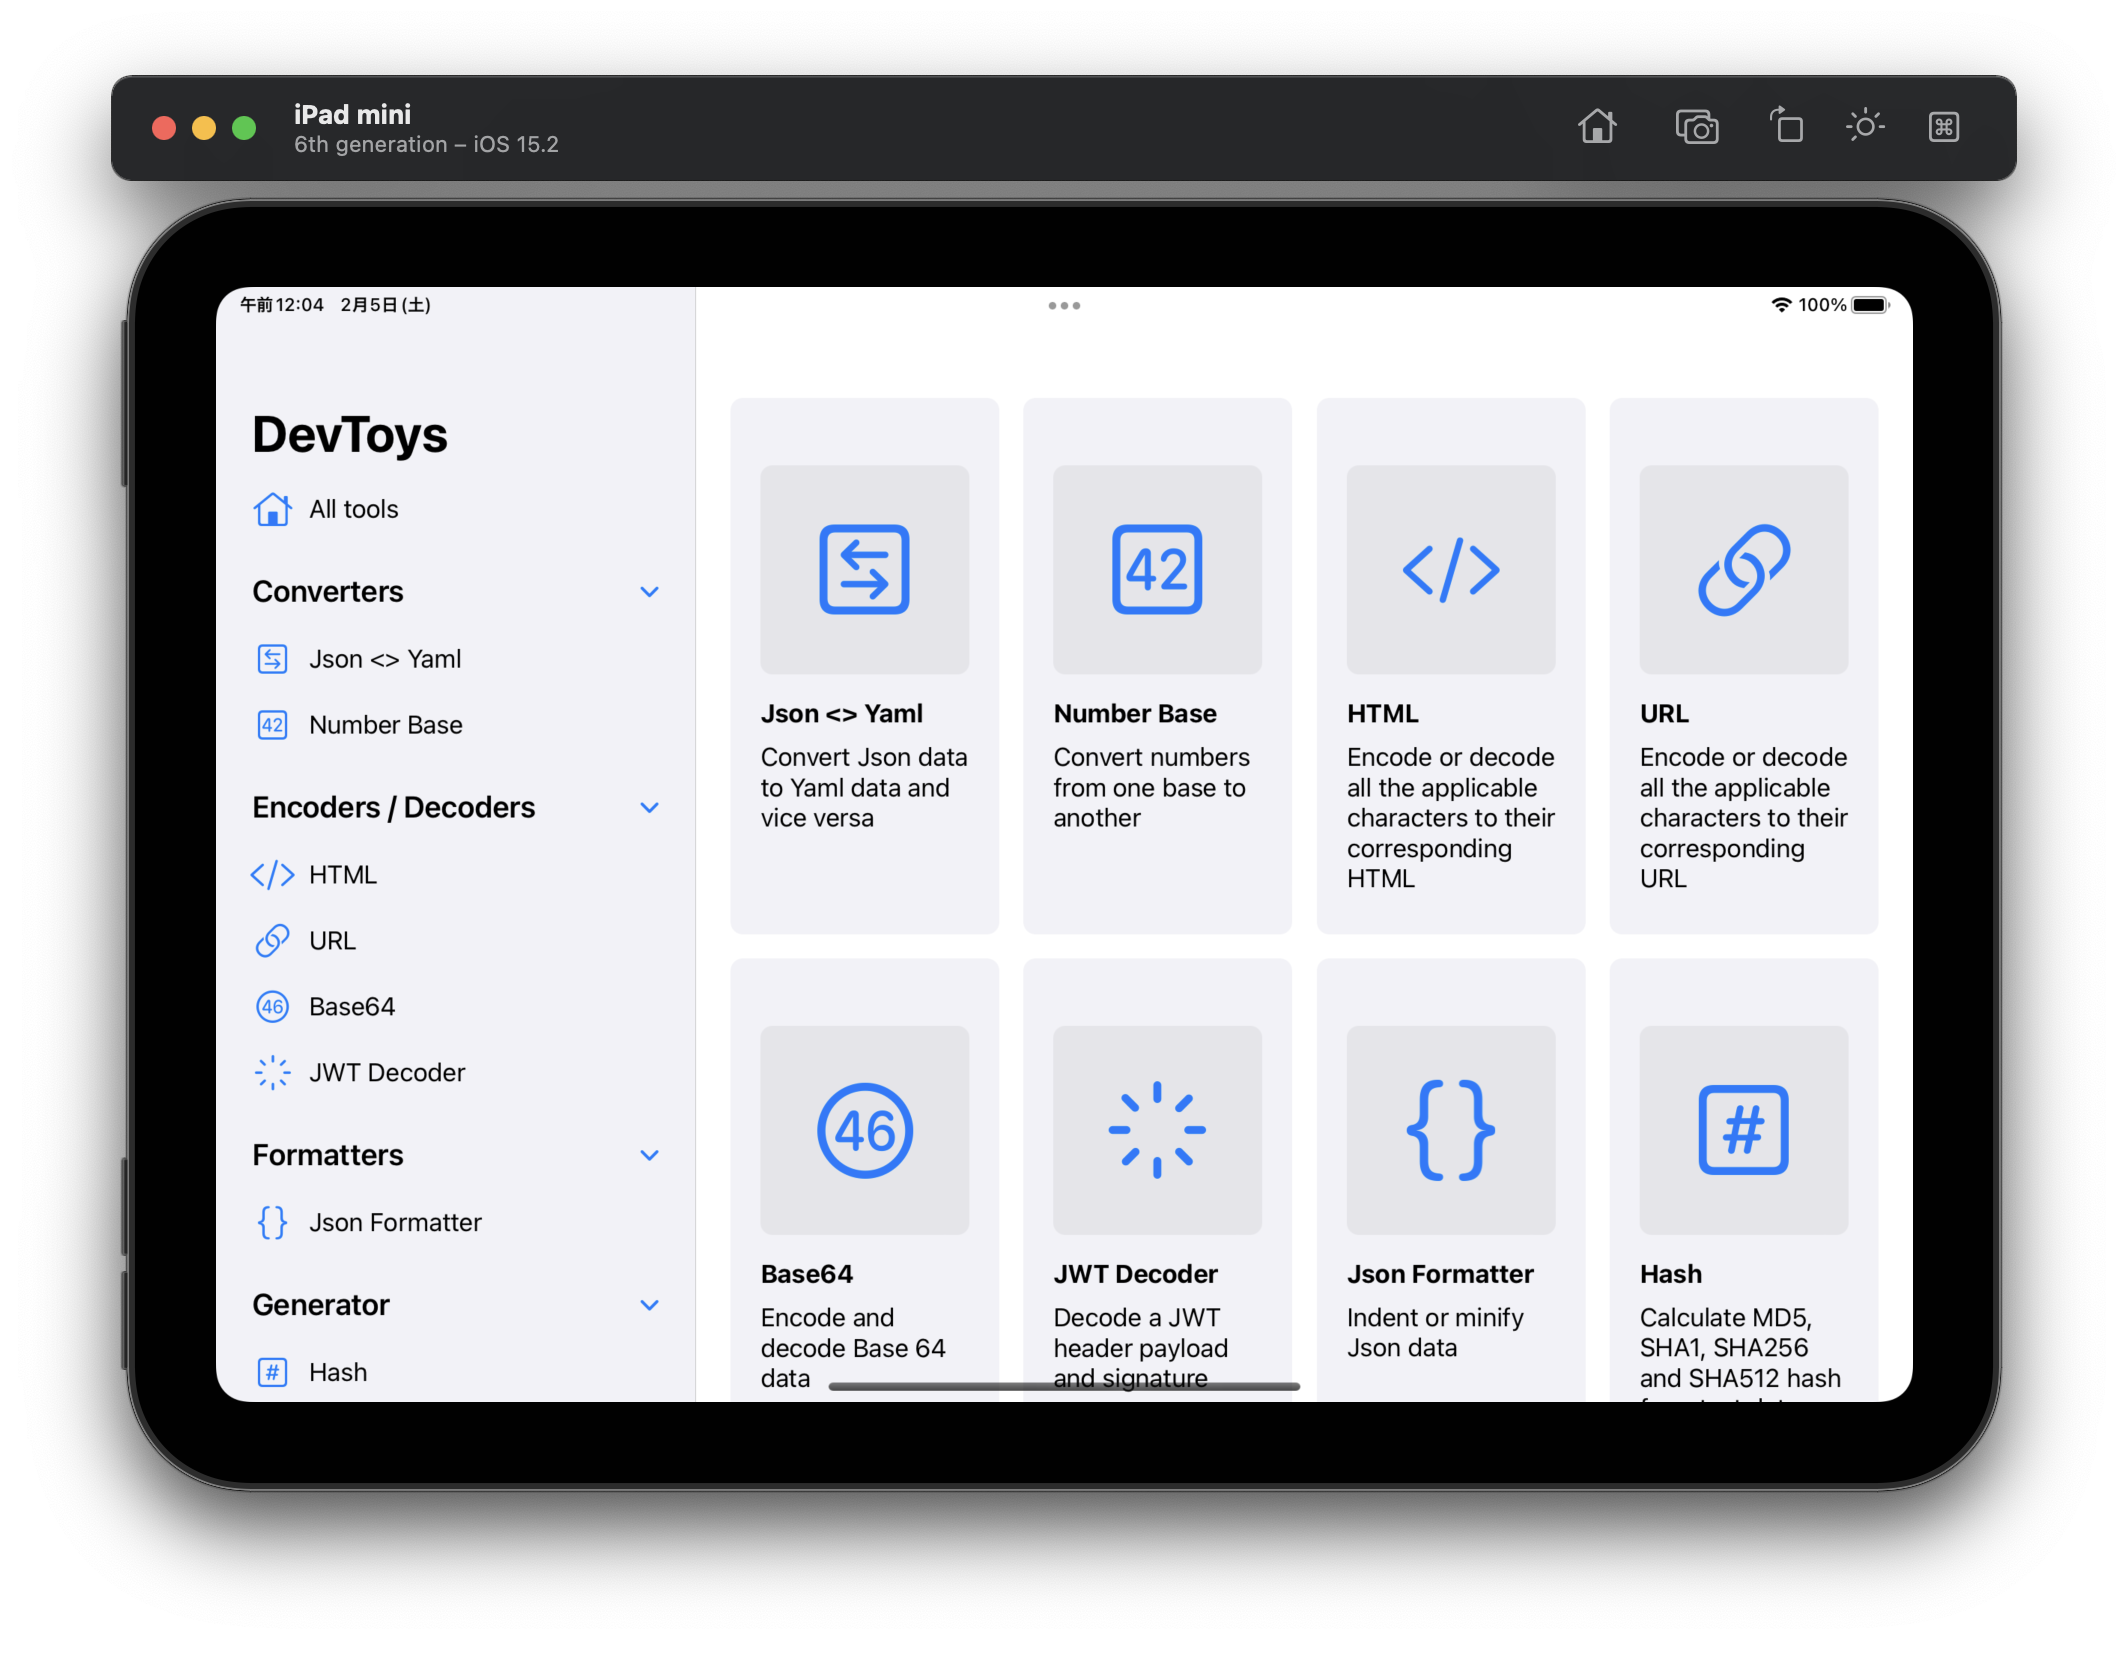 iPad mini
6th generation – iOS 15.2
午前12:04 2月5日(土)
100%
DevToys
All tools
Converters
Json <> Yaml
42
Number Base
Encoders / Decoders
</>
HTML
URL
46
Base64
JWT Decoder
Formatters
{}
Json Formatter
Generator
#
Hash
42
</>
Json <> Yaml
Convert Json data
to Yaml data and
vice versa
Number Base
Convert numbers
from one base to
another
HTML
Encode or decode
all the applicable
characters to their
corresponding
HTML
URL
Encode or decode
all the applicable
characters to their
corresponding
URL
46
{}
#
Base64
Encode and
decode Base 64
data
JWT Decoder
Decode a JWT
header payload
and signature
Json Formatter
Indent or minify
Json data
Hash
Calculate MD5,
SHA1, SHA256
and SHA512 hash